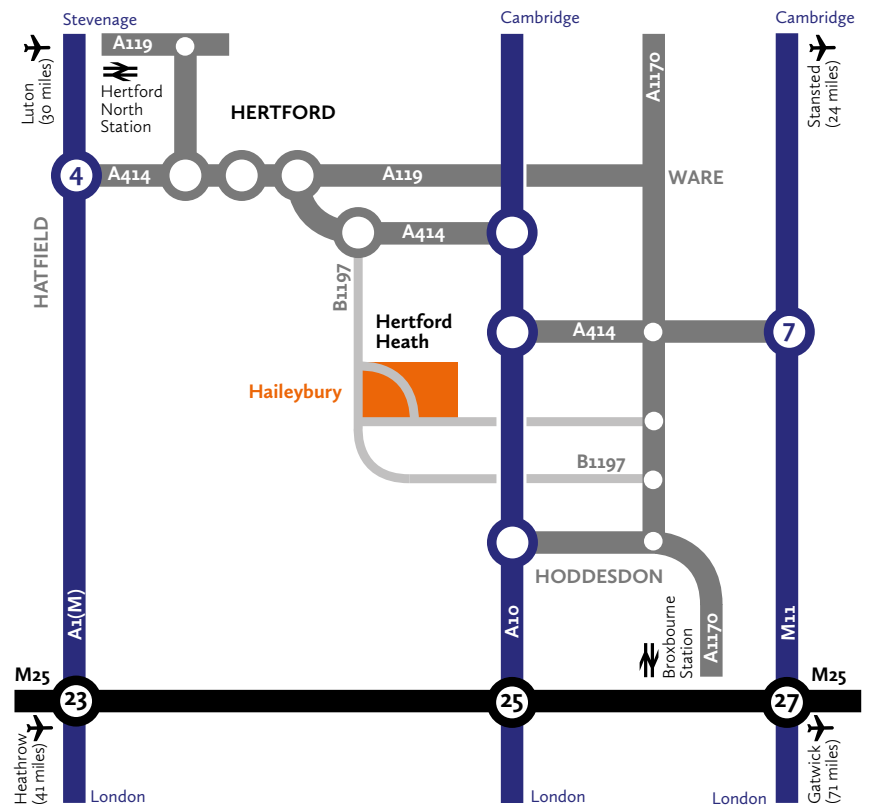 Stevenage
Cambridge
Cambridge
A119
Luton
(30 miles)
Hertford
North
Station
HERTFORD
A1170
Stansted
(24 miles)
4
A414
A119
WARE
HATFIELD
A414
B1197
Hertford
Heath
A414
7
Haileybury
B1197
HODDESDON
A1(M)
A10
Broxbourne
Station
A1170
M11
M25
M25
23
25
27
Heathrow
(41 miles)
Gatwick
(71 miles)
London
London
London